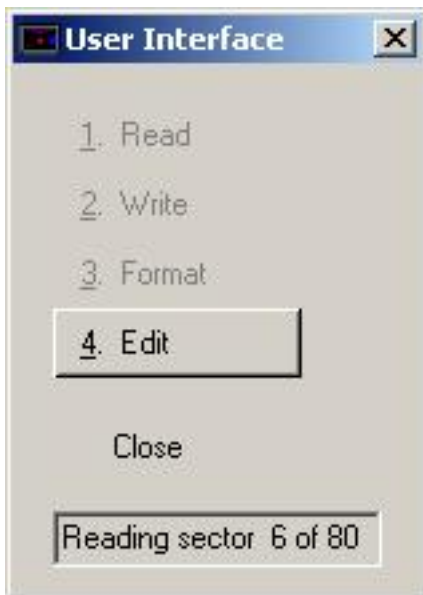 User Interface
1. Read
2. Write
3. Format
4. Edit
Close
Reading sector 6 of 80